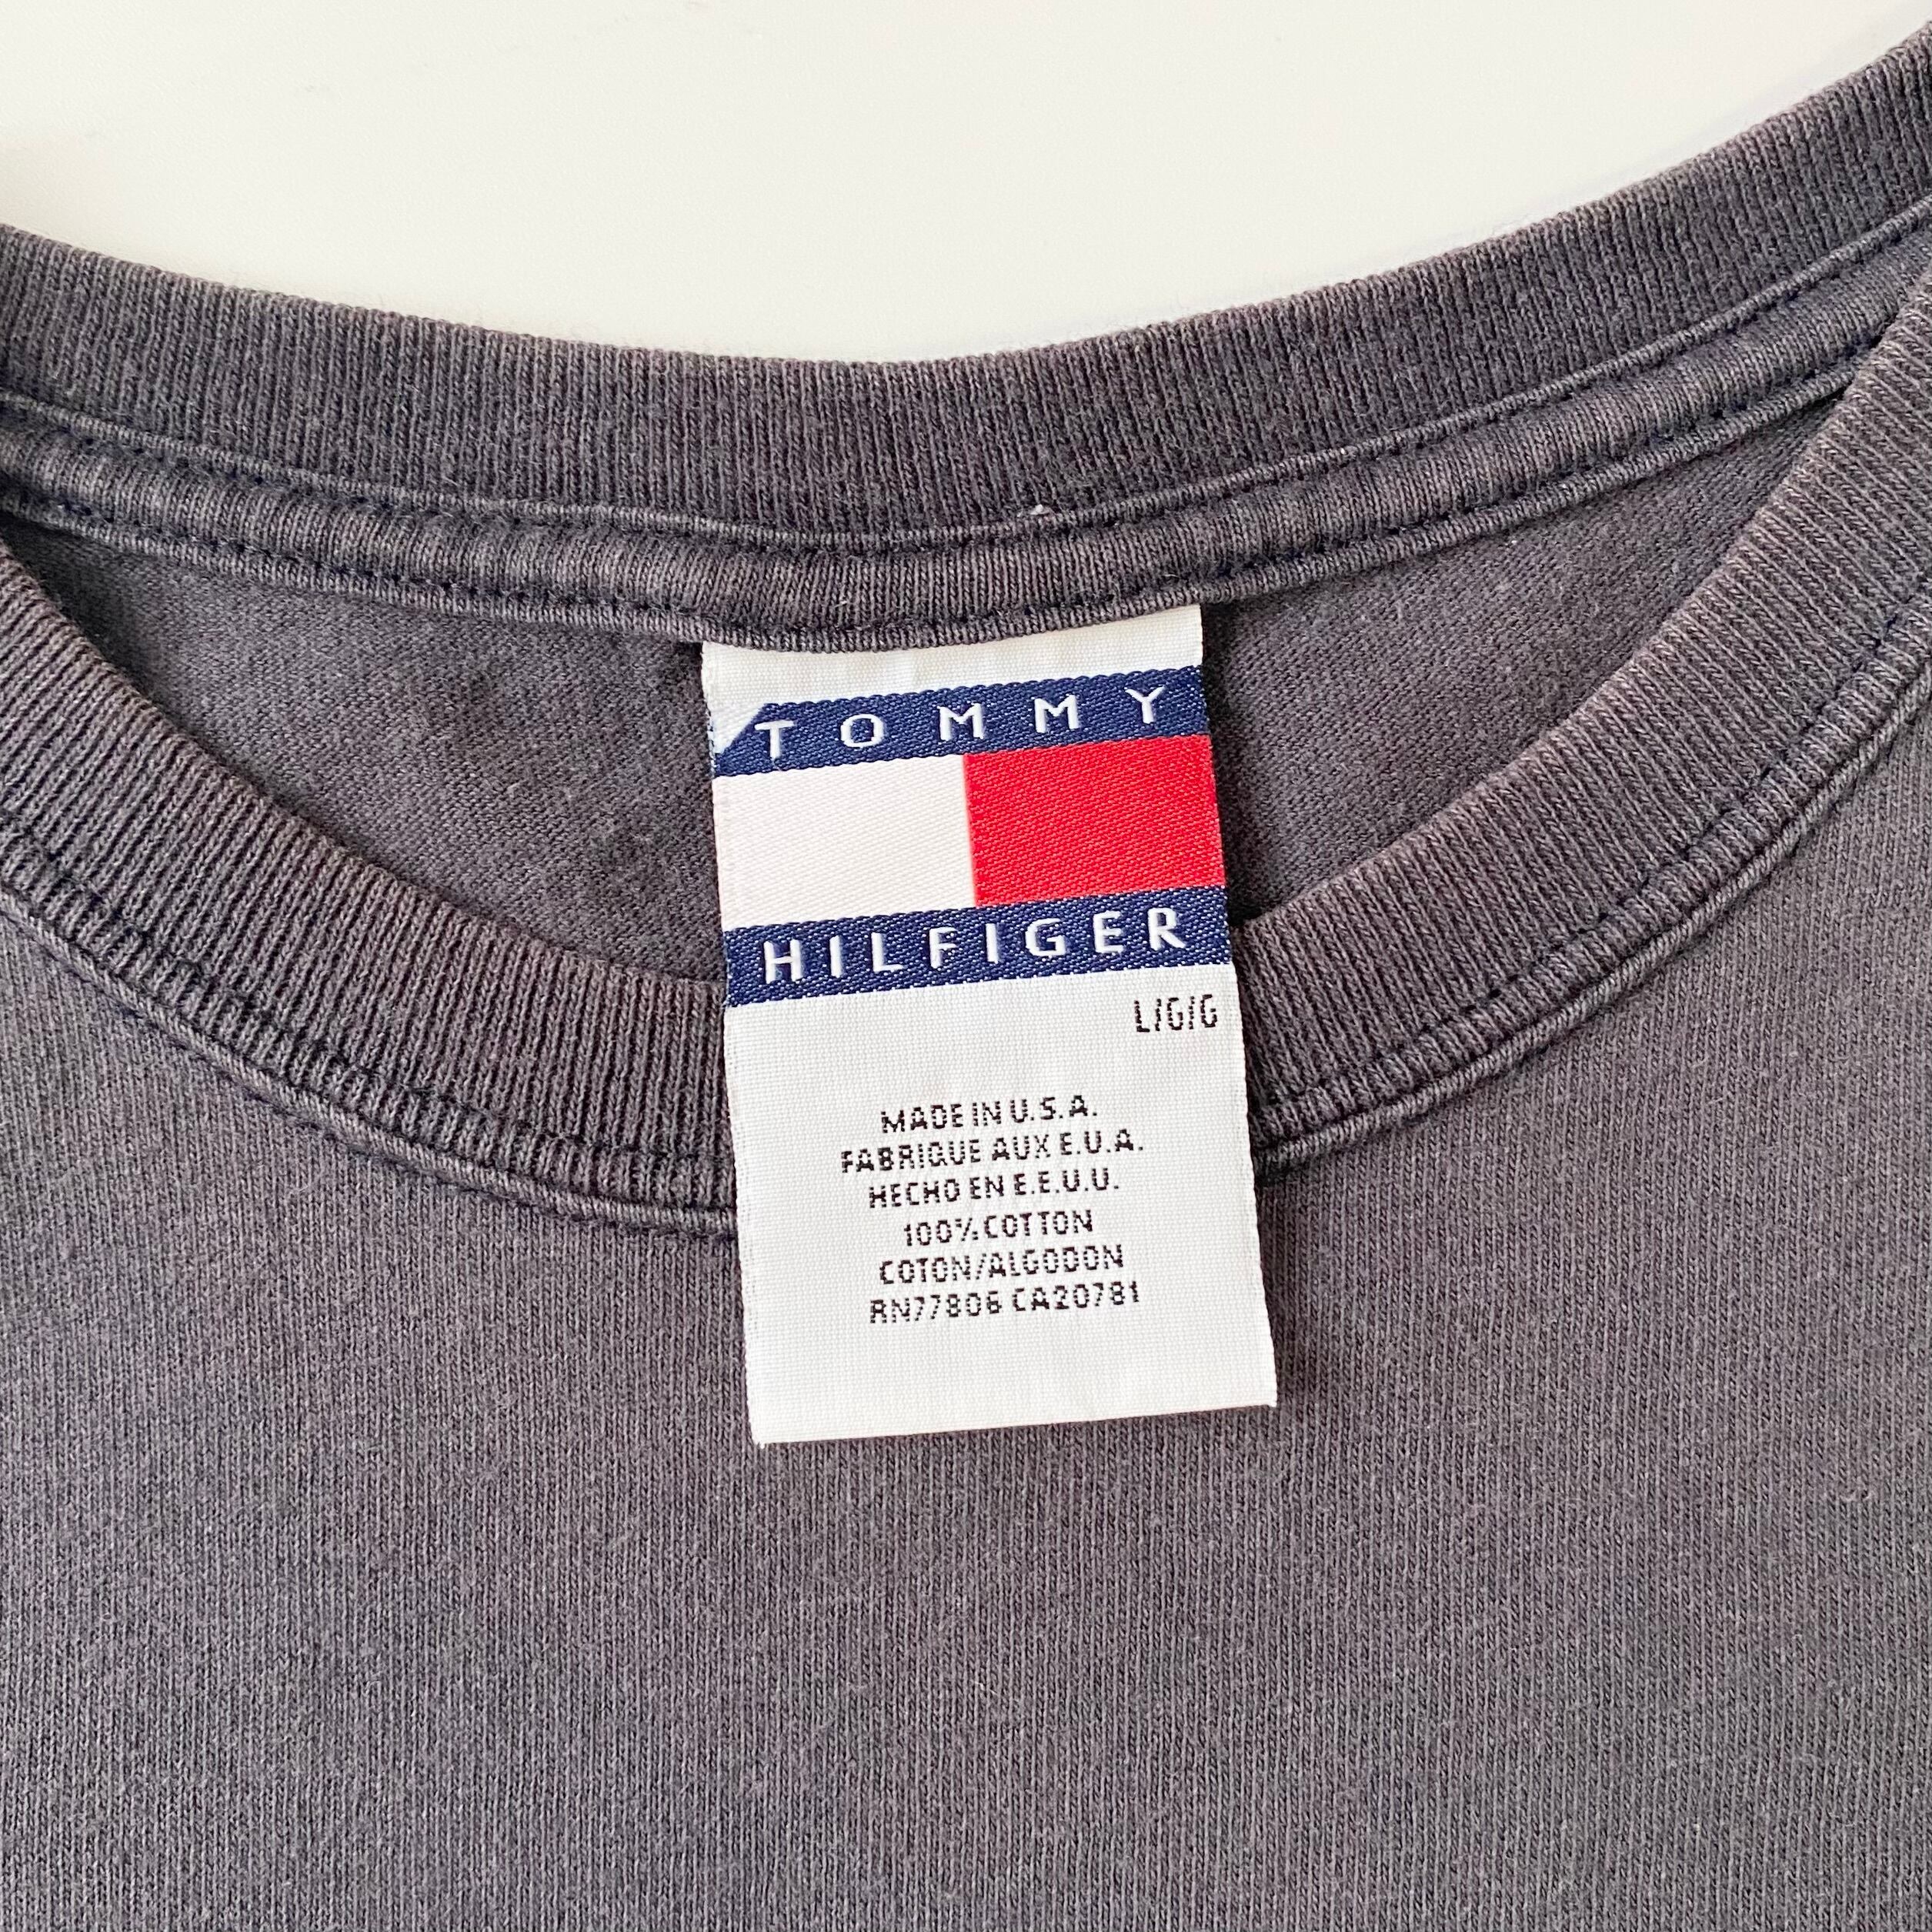 TOMMY
HILFIGER
L/G/G
MADE IN U.S.A.
FABRIQUE AUX E.U.A.
HECHO EN E.E.U.U.
100% COTTON
COTON/ALGODON
RN77806 CA20781